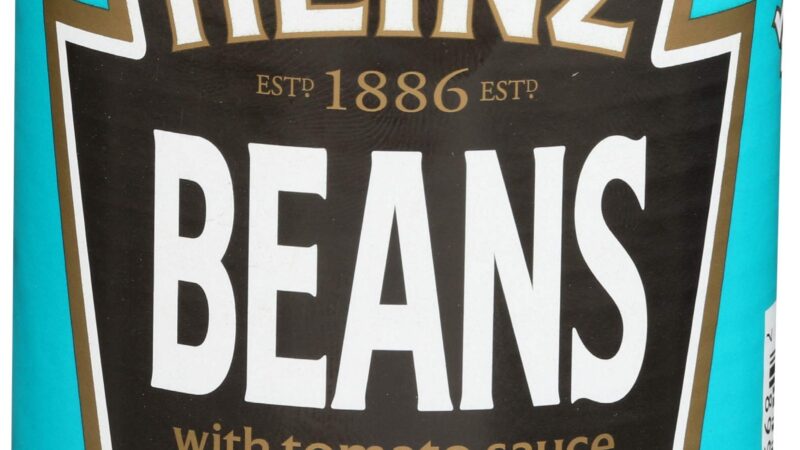 HEINZ
ESTD 1886 ESTD
BEANS
with tomato sauce